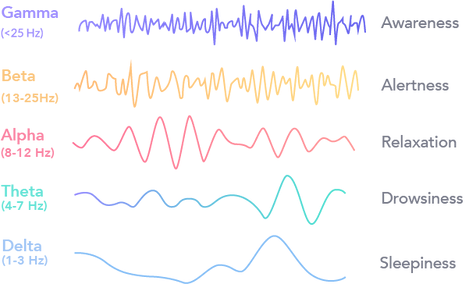 Gamma
(<25 Hz)
Awareness
Beta
(13-25Hz)
Alertness
Alpha
(8-12 Hz)
Relaxation
Theta
(4-7 Hz)
Drowsiness
Delta
(1-3 Hz)
Sleepiness